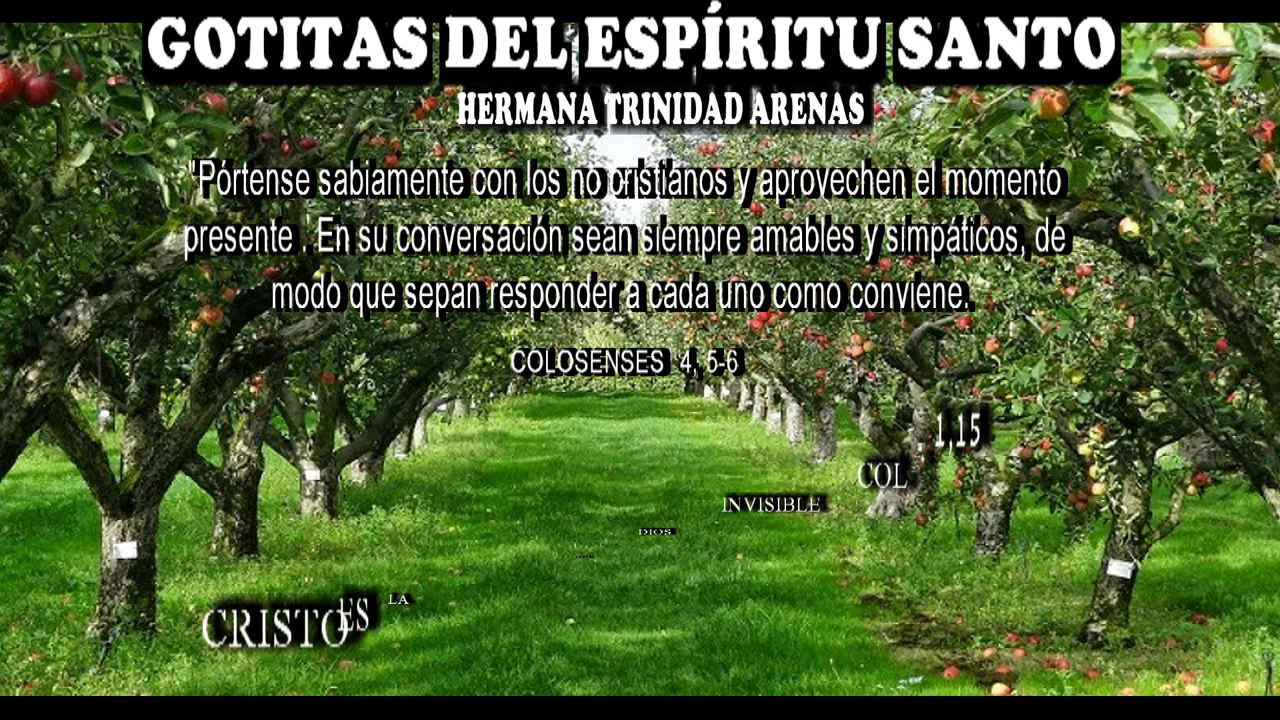 GOTITAS DEL ESPÍRITU SANTO
HERMANA TRINIDAD ARENAS
"Pórtense sabiamente con los no cristianos y aprovechen el momento
presente . En su conversación sean siempre amables y simpáticos, de
modo que sepan responder a cada uno como conviene.
COLOSENSES 4, 5-6
CRISTO ES LA
DIOS
INVISIBLE
COL
1,15